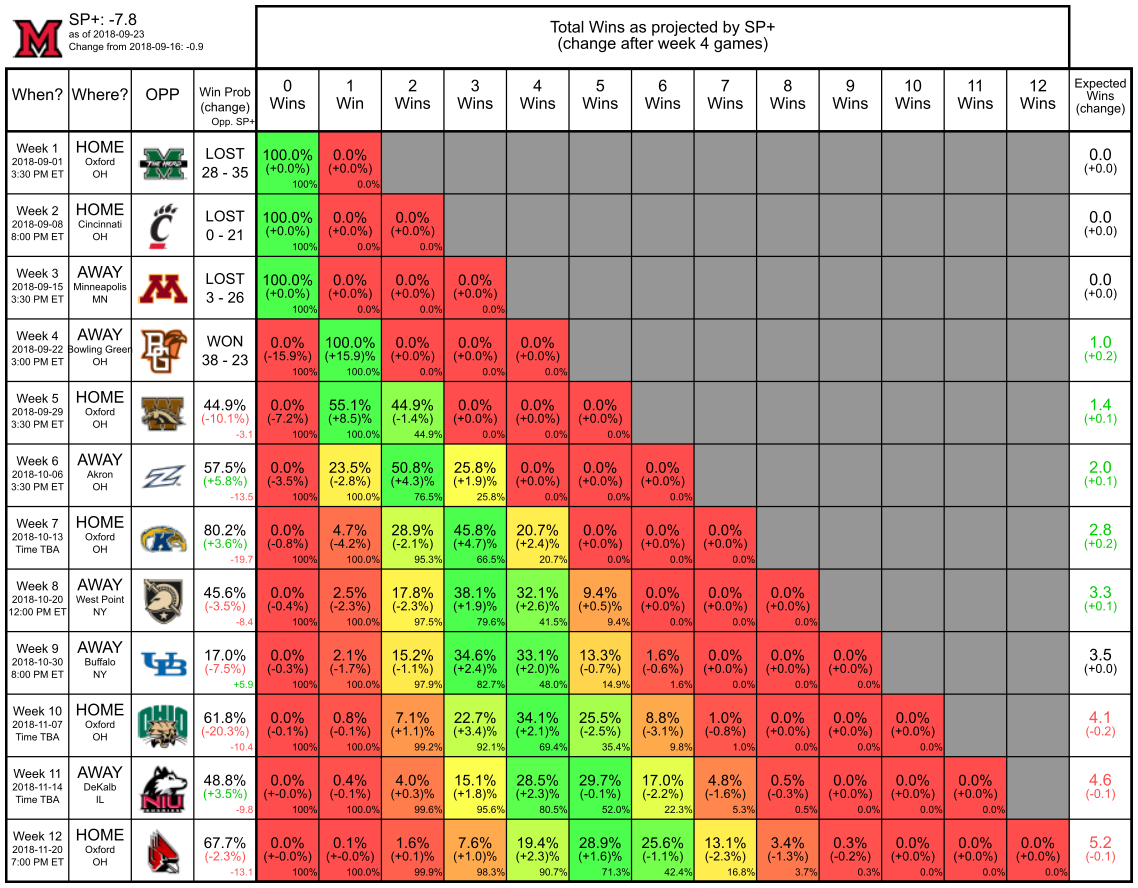 SP+: -7.8
as of 2018-09-23
Change from 2018-09-16: -0.9
Total Wins as projected by SP+
(change after week 4 games)
When? Where? OPP Win Prob (change) Opp. SP+ 0 Wins 1 Win 2 Wins 3 Wins 4 Wins 5 Wins 6 Wins 7 Wins 8 Wins 9 Wins 10 Wins 11 Wins 12 Wins Expected Wins (change)
Week 1 HOME LOST 100.0% 0.0% 0.0
2018-09-01 Oxford THE HERD 28 - 35 (+0.0%) (+0.0%) (+0.0)
3:30 PM ET OH 100% 0.0%
Week 2 HOME LOST 100.0% 0.0% 0.0% 0.0
2018-09-08 Cincinnati 0 - 21 (+0.0%) (+0.0%) (+0.0%) (+0.0)
8:00 PM ET OH 100% 0.0% 0.0%
Week 3 AWAY LOST 100.0% 0.0% 0.0% 0.0% 0.0
2018-09-15 Minneapolis 3 - 26 (+0.0%) (+0.0%) (+0.0%) (+0.0%) (+0.0)
3:30 PM ET MN 100% 0.0% 0.0% 0.0%
Week 4 AWAY WON 0.0% 100.0% 0.0% 0.0% 0.0% 1.0
2018-09-22 Bowling Green 38 - 23 (-15.9%) (+15.9)% (+0.0%) (+0.0%) (+0.0%) (+0.2)
3:00 PM ET OH 100% 100.0% 0.0% 0.0% 0.0%
Week 5 HOME 44.9% 0.0% 55.1% 44.9% 0.0% 0.0% 0.0% 1.4
2018-09-29 Oxford (-10.1%) (-7.2%) (+8.5)% (-1.4%) (+0.0%) (+0.0%) (+0.0%) (+0.1)
3:30 PM ET OH -3.1 100% 100.0% 44.9% 0.0% 0.0% 0.0%
Week 6 AWAY 57.5% 0.0% 23.5% 50.8% 25.8% 0.0% 0.0% 0.0% 2.0
2018-10-06 Akron (+5.8%) (-3.5%) (-2.8%) (+4.3)% (+1.9)% (+0.0%) (+0.0%) (+0.0%) (+0.1)
3:30 PM ET OH -13.5 100% 100.0% 76.5% 25.8% 0.0% 0.0% 0.0%
Week 7 HOME 80.2% 0.0% 4.7% 28.9% 45.8% 20.7% 0.0% 0.0% 0.0% 2.8
2018-10-13 Oxford (+3.6%) (-0.8%) (-4.2%) (-2.1%) (+4.7)% (+2.4)% (+0.0%) (+0.0%) (+0.0%) (+0.2)
Time TBA OH -19.7 100% 100.0% 95.3% 66.5% 20.7% 0.0% 0.0% 0.0%
Week 8 AWAY 45.6% 0.0% 2.5% 17.8% 38.1% 32.1% 9.4% 0.0% 0.0% 0.0% 3.3
2018-10-20 West Point (-3.5%) (-0.4%) (-2.3%) (-2.3%) (+1.9)% (+2.6)% (+0.5)% (+0.0%) (+0.0%) (+0.0%) (+0.1)
12:00 PM ET NY -8.4 100% 100.0% 97.5% 79.6% 41.5% 9.4% 0.0% 0.0% 0.0%
Week 9 AWAY 17.0% 0.0% 2.1% 15.2% 34.6% 33.1% 13.3% 1.6% 0.0% 0.0% 0.0% 3.5
2018-10-30 Buffalo (-7.5%) (-0.3%) (-1.7%) (-1.1%) (+2.4)% (+2.0)% (-0.7%) (-0.6%) (+0.0%) (+0.0%) (+0.0%) (+0.0)
8:00 PM ET NY +5.9 100% 100.0% 97.9% 82.7% 48.0% 14.9% 1.6% 0.0% 0.0% 0.0%
Week 10 HOME OHIO 61.8% 0.0% 0.8% 7.1% 22.7% 34.1% 25.5% 8.8% 1.0% 0.0% 0.0% 0.0% 4.1
2018-11-07 Oxford (-20.3%) (-0.1%) (-0.1%) (+1.1)% (+3.4)% (+2.1)% (-2.5%) (-3.1%) (-0.8%) (+0.0%) (+0.0%) (+0.0%) (-0.2)
Time TBA OH -10.4 100% 100.0% 99.2% 92.1% 69.4% 35.4% 9.8% 1.0% 0.0% 0.0% 0.0%
Week 11 AWAY 48.8% 0.0% 0.4% 4.0% 15.1% 28.5% 29.7% 17.0% 4.8% 0.5% 0.0% 0.0% 0.0% 4.6
2018-11-14 DeKalb (+3.5%) (+-0.0%) (-0.1%) (+0.3)% (+1.8)% (+2.3)% (-0.1%) (-2.2%) (-1.6%) (-0.3%) (+0.0%) (+0.0%) (+0.0%) (-0.1)
Time TBA IL NIU -9.8 100% 100.0% 99.6% 95.6% 80.5% 52.0% 22.3% 5.3% 0.5% 0.0% 0.0% 0.0%
Week 12 HOME 67.7% 0.0% 0.1% 1.6% 7.6% 19.4% 28.9% 25.6% 13.1% 3.4% 0.3% 0.0% 0.0% 0.0% 5.2
2018-11-20 Oxford (-2.3%) (+-0.0%) (+-0.0%) (+0.1)% (+1.0)% (+2.3)% (+1.6)% (-1.1%) (-2.3%) (-1.3%) (-0.2%) (+0.0%) (+0.0%) (+0.0%) (-0.1)
7:00 PM ET OH -13.1 100% 100.0% 99.9% 98.3% 90.7% 71.3% 42.4% 16.8% 3.7% 0.3% 0.0% 0.0% 0.0%